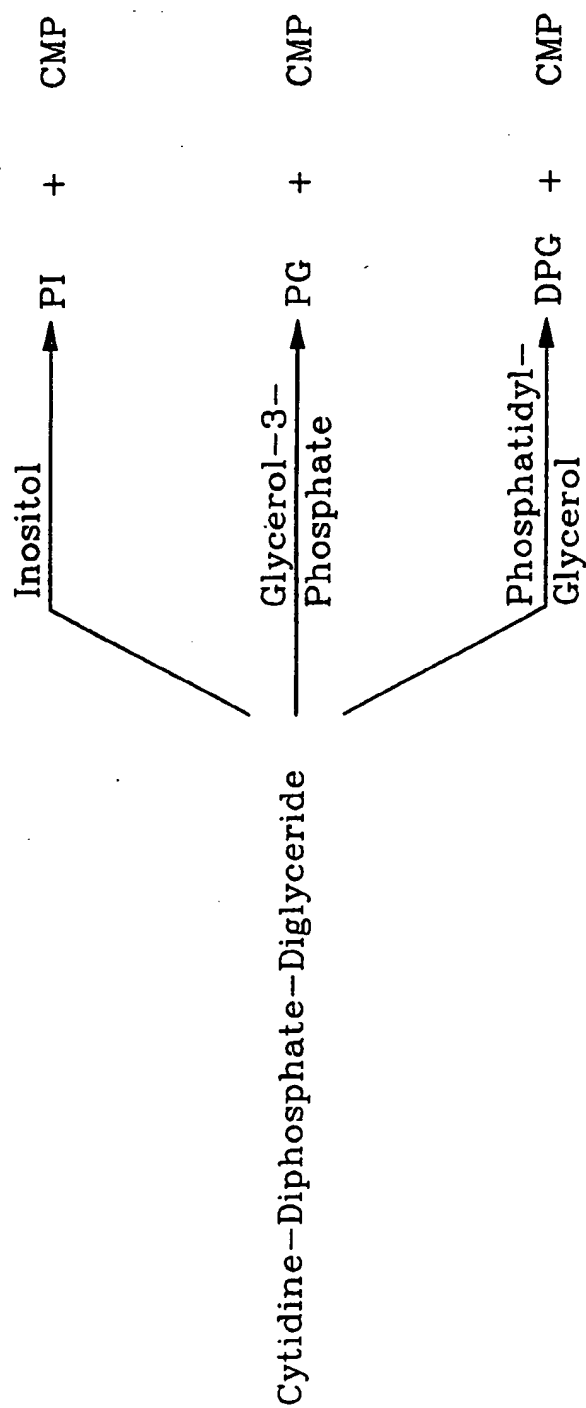 Cytidine-Diphosphate-Diglyceride
Inositol
PI + CMP
Glycerol-3-
Phosphate
PG + CMP
Phosphatidyl-
Glycerol
DPG + CMP